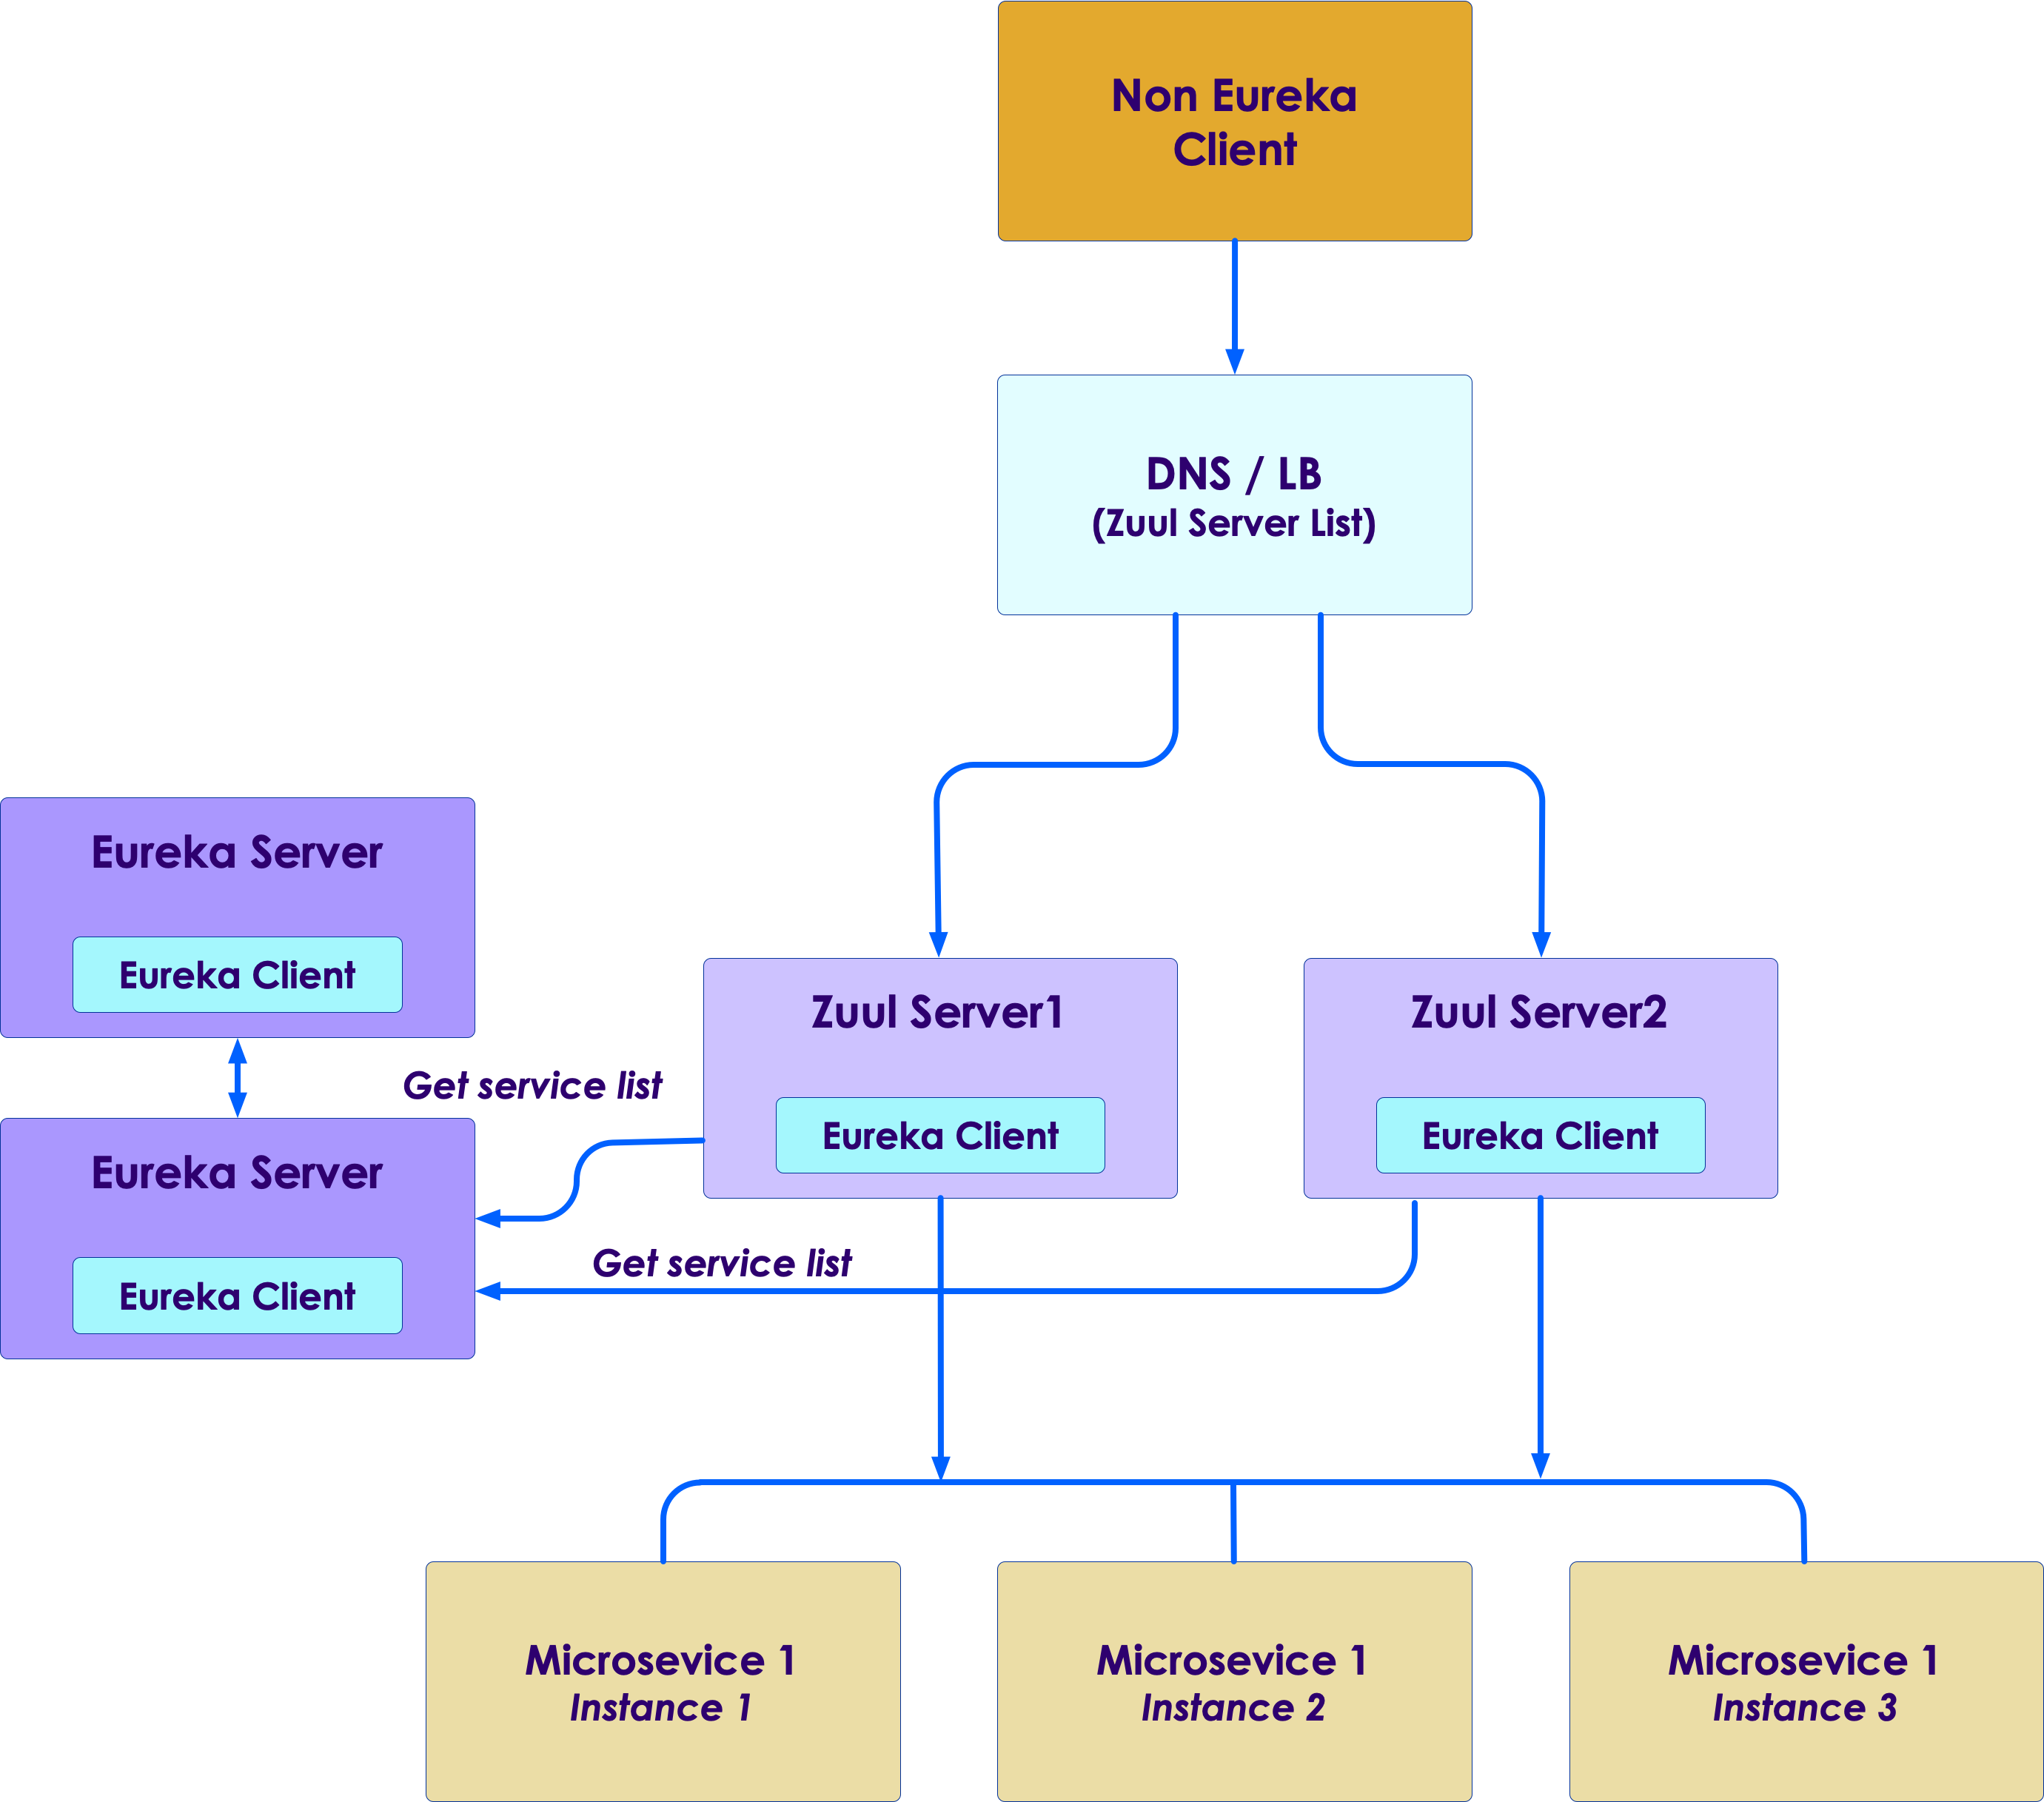 Non Eureka
Client
DNS / LB
(Zuul Server List)
Eureka Server
Eureka Client
Zuul Server1
Eureka Client
Zuul Server2
Eureka Client
Get service list
Eureka Server
Eureka Client
Get service list
Microsevice 1
Instance 1
Microsevice 1
Instance 2
Microsevice 1
Instance 3